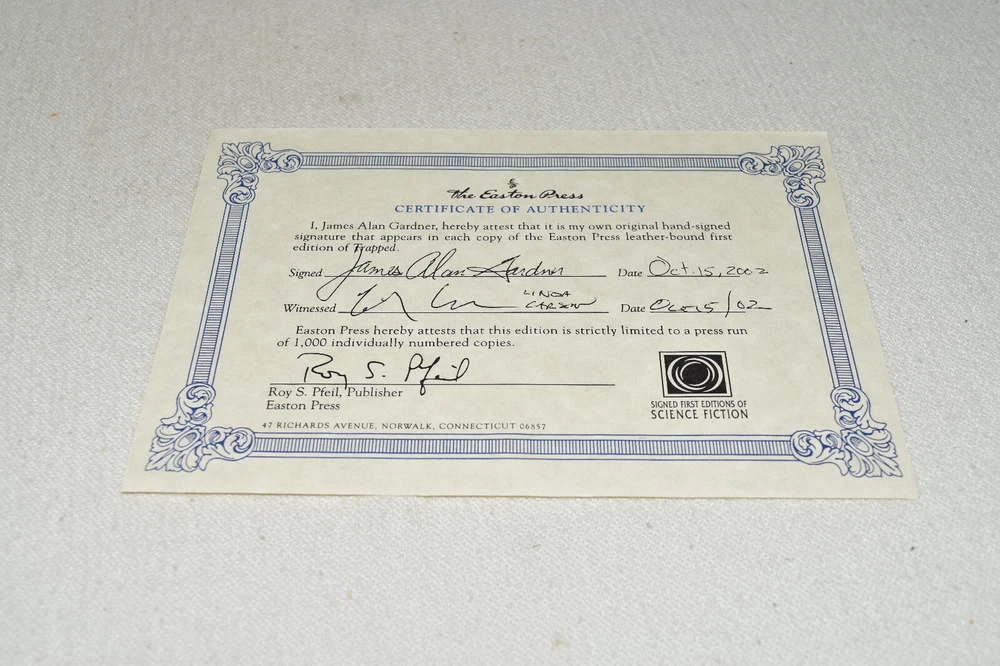 The Easton Press
CERTIFICATE OF AUTHENTICITY
I, James Alan Gardner, hereby attest that it is my own original hand-signed
signature that appears in each copy of the Easton Press leather-bound first
edition of Trapped.
Signed James Alan Gardner Date Oct. 15, 2002
Witnessed LINDA Date Oct 15/02
CARSON
Easton Press hereby attests that this edition is strictly limited to a press run
of 1,000 individually numbered copies.
Roy S. Pfeil
Roy S. Pfeil, Publisher
Easton Press
SIGNED FIRST EDITIONS OF
SCIENCE FICTION
47 RICHARDS AVENUE, NORWALK, CONNECTICUT 06857